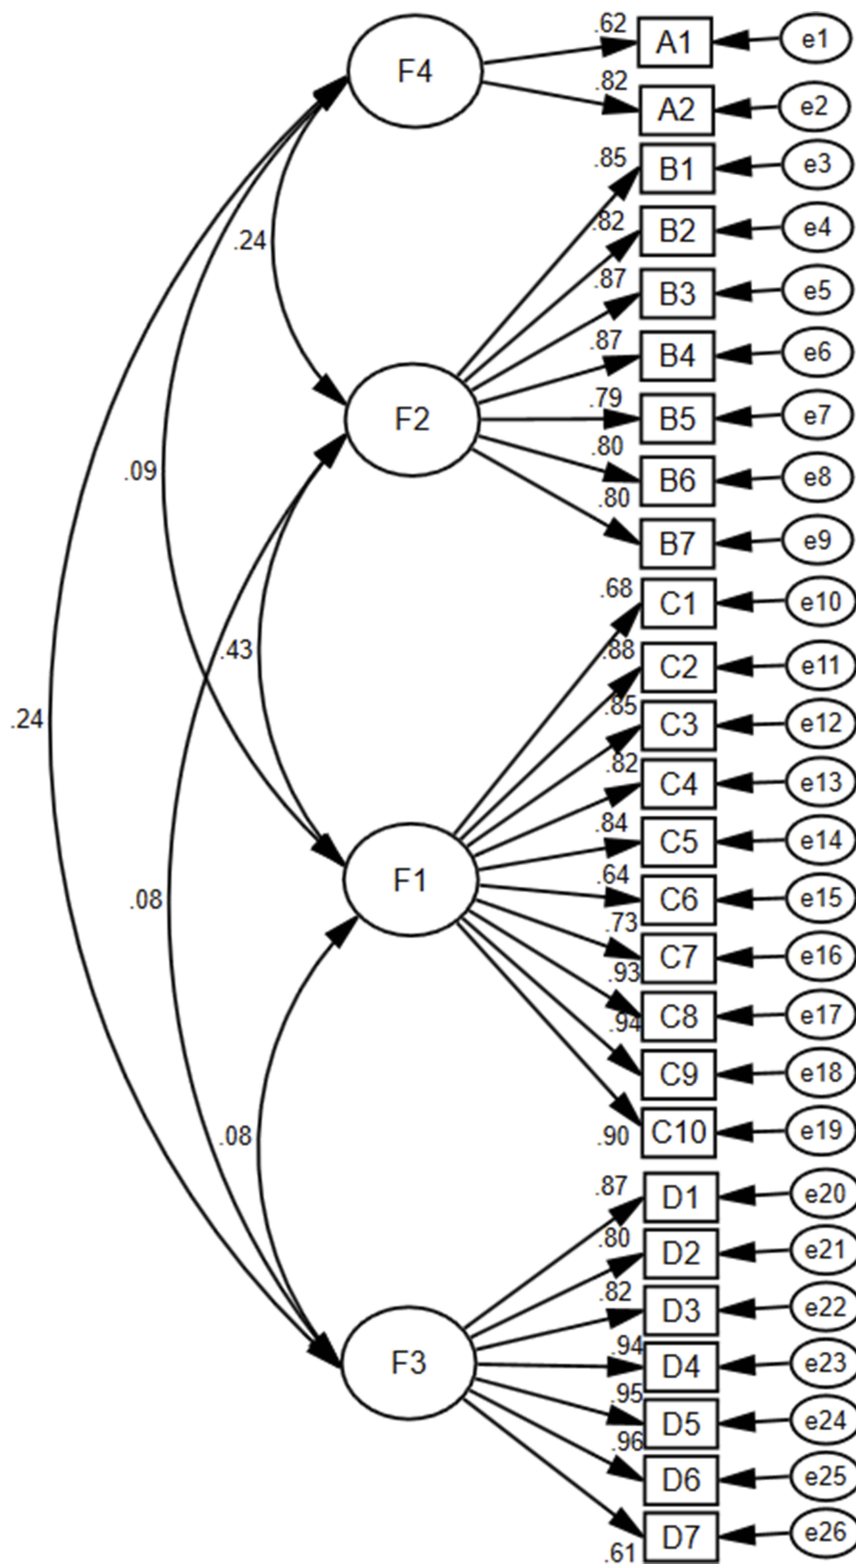 .62 A1 e1
F4
.82 A2 e2
.85 B1 e3
.82 B2 e4
.24
.87 B3 e5
.87 B4 e6
F2 .79 B5 e7
.09
.80 B6 e8
.80 B7 e9
.68 C1 e10
.43 .88 C2 e11
.24 .85 C3 e12
.82 C4 e13
.84 C5 e14
F1 .64 C6 e15
.08
.73 C7 e16
.93 C8 e17
.94 C9 e18
.08 .90 C10 e19
.87 D1 e20
.80 D2 e21
.82 D3 e22
F3 .94 D4 e23
.95 D5 e24
.96 D6 e25
.61 D7 e26